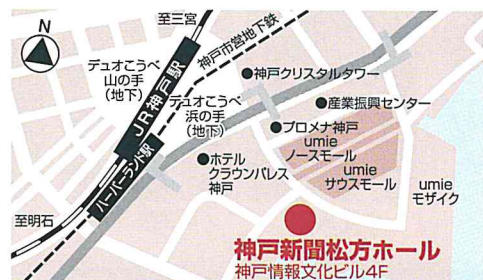 N
至三宮
神戸市営地下鉄
デュオこうべ
山の手
(地下)
JR神戸駅
デュオこうべ
浜の手
(地下)
ハーバーランド駅
神戸クリスタルタワー
産業振興センター
プロメナ神戸
umie
ノースモール
umie
サウスモール
umie
モザイク
ホテル
クラウンパレス
神戸
至明石
神戸新聞松方ホール
神戸情報文化ビル4F